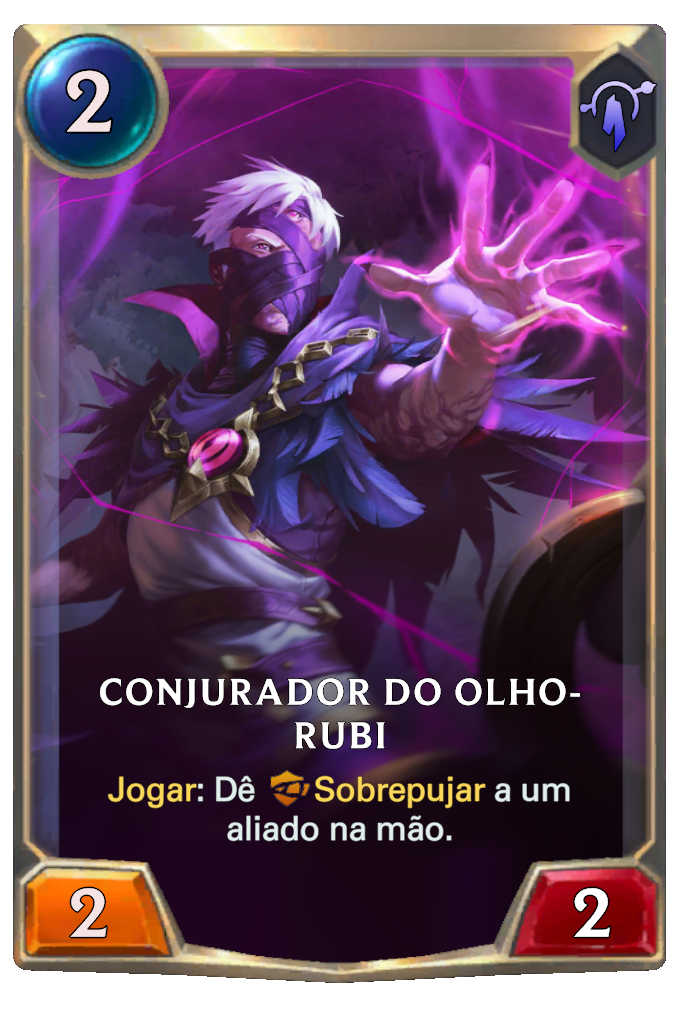 2
CONJURADOR DO OLHO-
RUBI
Jogar: Dê Sobrepujar a um
aliado na mão.
2 2